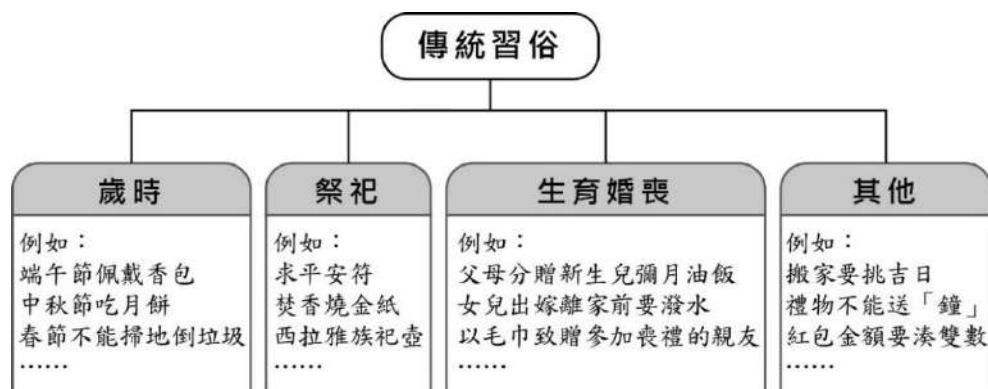 傳統習俗
歲時
例如：
端午節佩戴香包
中秋節吃月餅
春節不能掃地倒垃圾
……
祭祀
例如：
求平安符
焚香燒金紙
西拉雅族祀壺
……
生育婚喪
例如：
父母分贈新生兒彌月油飯
女兒出嫁離家前要潑水
以毛巾致贈參加喪禮的親友
……
其他
例如：
搬家要挑吉日
禮物不能送「鐘」
紅包金額要湊雙數
……